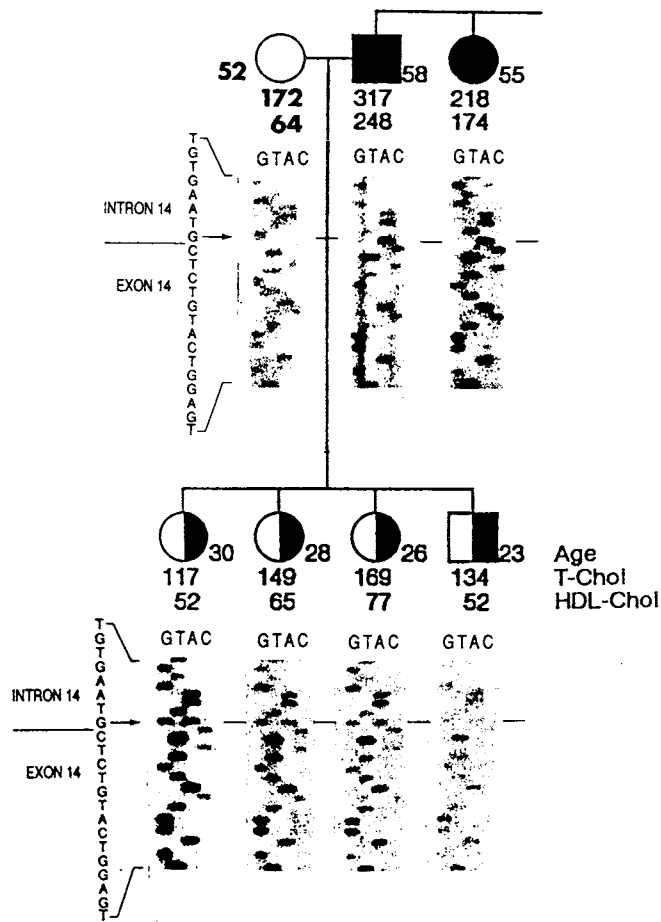 52
58
55
172
317
218
64
248
174
GTAC
GTAC
GTAC
TGTGAATGCTCTGTACTGGAGT
INTRON 14
EXON 14
30
28
26
23
Age
117
149
169
134
T-Chol
52
65
77
52
HDL-Chol
GTAC
GTAC
GTAC
GTAC
TGTGAATGCTCTGTACTGGAGT
INTRON 14
EXON 14